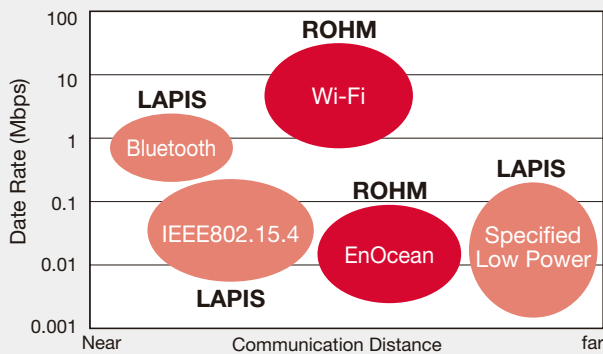 100
10
1
0.1
0.01
0.001
Date Rate (Mbps)
ROHM
Wi-Fi
LAPIS
Bluetooth
LAPIS
ROHM
IEEE802.15.4
EnOcean
Specified
Low Power
LAPIS
Near
Communication Distance
far